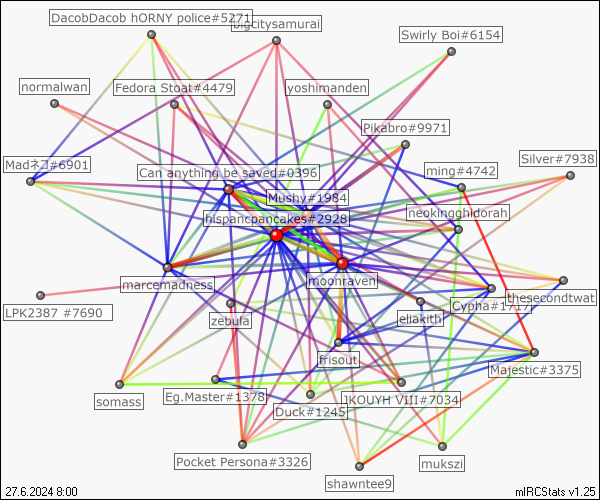 DacobDacob hORNY police#5271
bigcitysamurai
Swirly Boi#6154
normalwan
Fedora Stoat#4479
yoshimanden
Pikabro#9971
Madネコ#6901
Can anything be saved#0396
ming#4742
Silver#7938
Mushy#1984
hispancpancakes#2928
neokingghidorah
marcemadness
moonraven
LPK2387 #7690
zebula
eliakith
Cypha#1717
thesecondtwat
frisout
Majestic#3375
somass
Eg.Master#1378
Duck#1245
JKOUYH VIII#7034
Pocket Persona#3326
shawntee9
mukszi
27.6.2024 8:00
mIRCStats v1.25